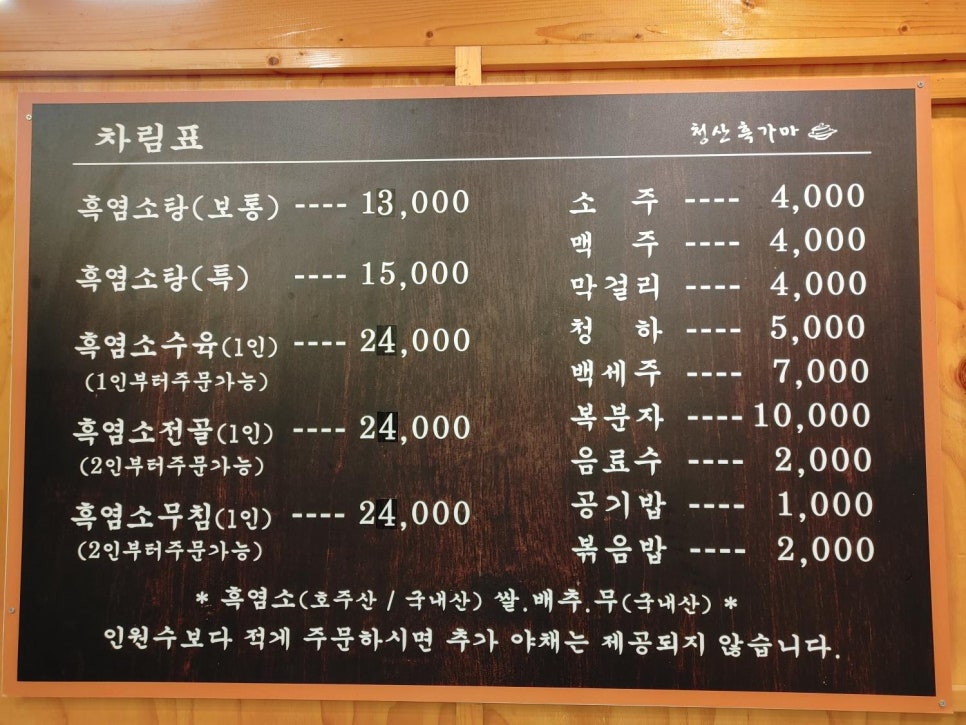 차림표
청산흑가마
흑염소탕(보통) ---- 13,000
흑염소탕(특) ---- 15,000
흑염소수육(1인) ---- 24,000
(1인부터주문가능)
흑염소전골(1인) ---- 24,000
(2인부터주문가능)
흑염소무침(1인) ---- 24,000
(2인부터주문가능)
소 주 ---- 4,000
맥 주 ---- 4,000
막걸리 ---- 4,000
청 하 ---- 5,000
백세주 ---- 7,000
복분자 ---- 10,000
음료수 ---- 2,000
공기밥 ---- 1,000
볶음밥 ---- 2,000
* 흑염소(호주산 / 국내산) 쌀.배추.무(국내산) *
인원수보다 적게 주문하시면 추가 야채는 제공되지 않습니다.